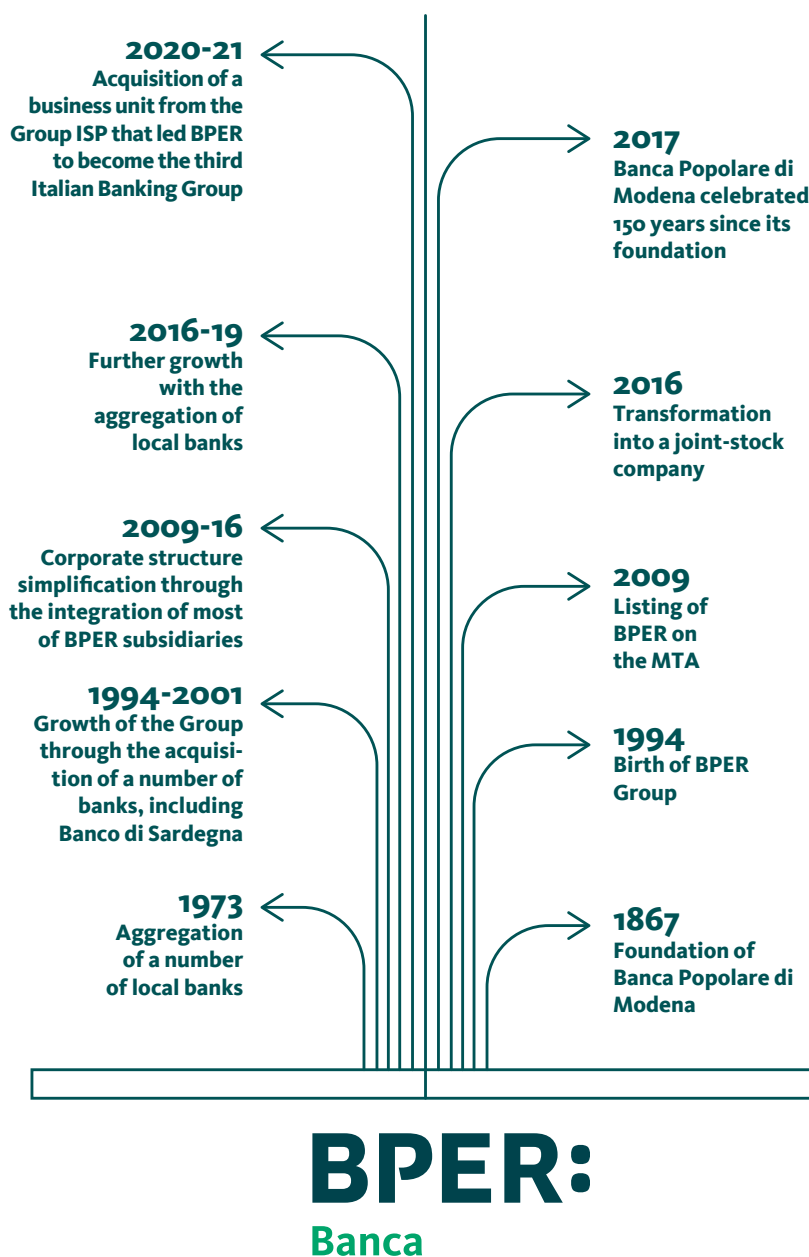 2020-21
Acquisition of a
business unit from the
Group ISP that led BPER
to become the third
Italian Banking Group
2017
Banca Popolare di
Modena celebrated
150 years since its
foundation
2016-19
Further growth
with the
aggregation of
local banks
2016
Transformation
into a joint-stock
company
2009-16
Corporate structure
simplification through
the integration of most
of BPER subsidiaries
2009
Listing of
BPER on
the MTA
1994-2001
Growth of the Group
through the acquisi-
tion of a number of
banks, including
Banco di Sardegna
1994
Birth of BPER
Group
1973
Aggregation
of a number
of local banks
1867
Foundation of
Banca Popolare di
Modena
BPER:
Banca